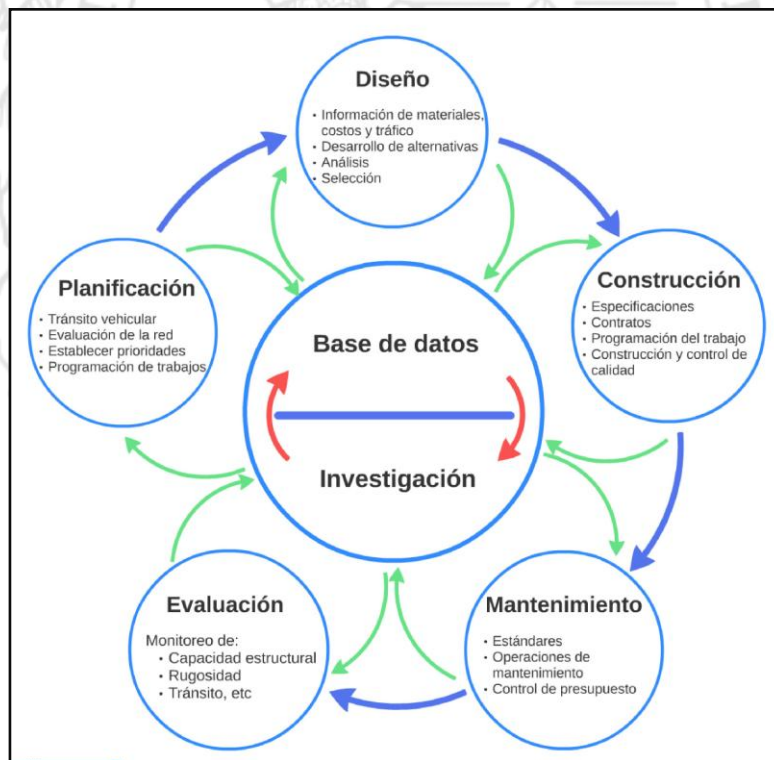 Diseño
• Información de materiales,
costos y tráfico
• Desarrollo de alternativas
• Análisis
• Selección
Planificación
• Tránsito vehicular
• Evaluación de la red
• Establecer prioridades
• Programación de trabajos
Base de datos
Investigación
Construcción
• Especificaciones
• Contratos
• Programación del trabajo
• Construcción y control de
calidad
Evaluación
Monitoreo de:
• Capacidad estructural
• Rugosidad
• Tránsito, etc
Mantenimiento
• Estándares
• Operaciones de
mantenimiento
• Control de presupuesto